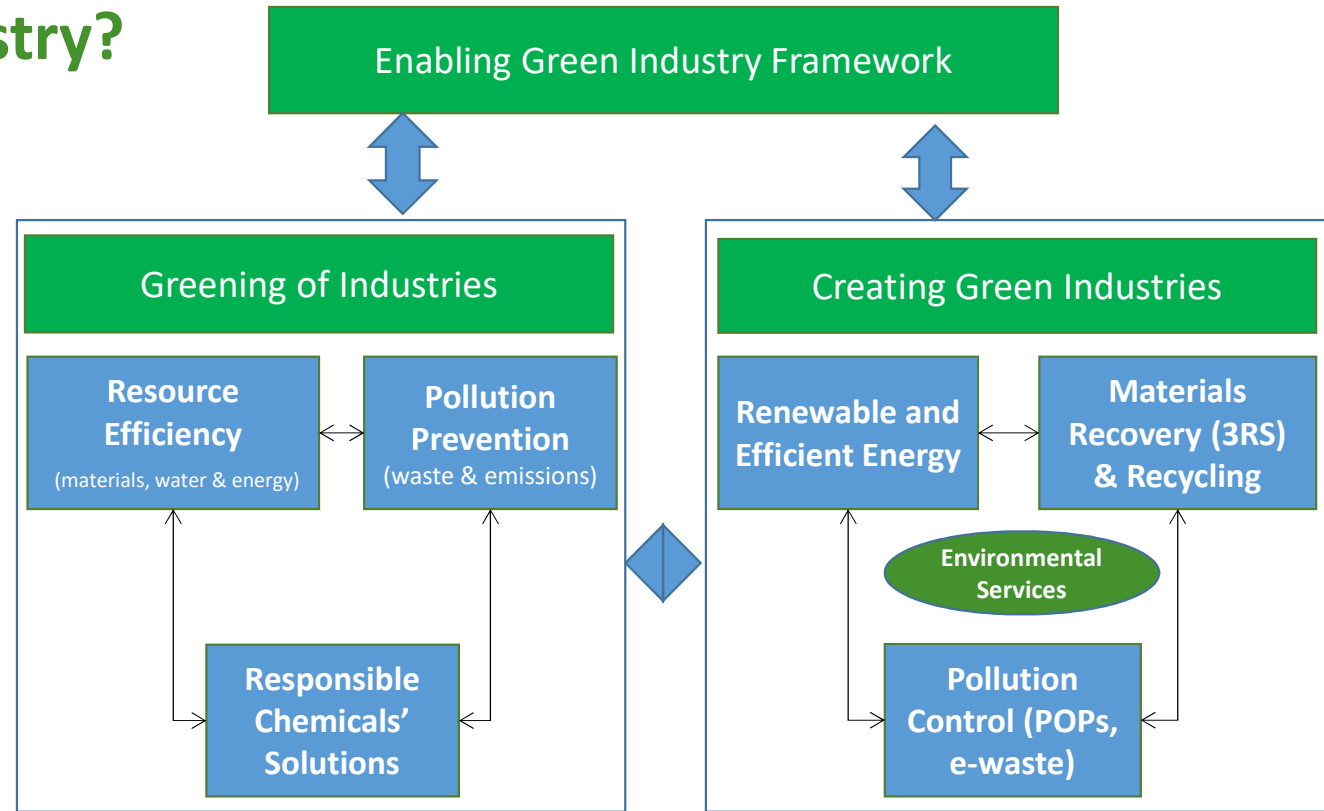 stry?
Enabling Green Industry Framework
Greening of Industries
Resource
Efficiency
(materials, water & energy)
Pollution
Prevention
(waste & emissions)
Responsible
Chemicals’
Solutions
Creating Green Industries
Renewable and
Efficient Energy
Materials
Recovery (3RS)
& Recycling
Environmental
Services
Pollution
Control (POPs,
e-waste)